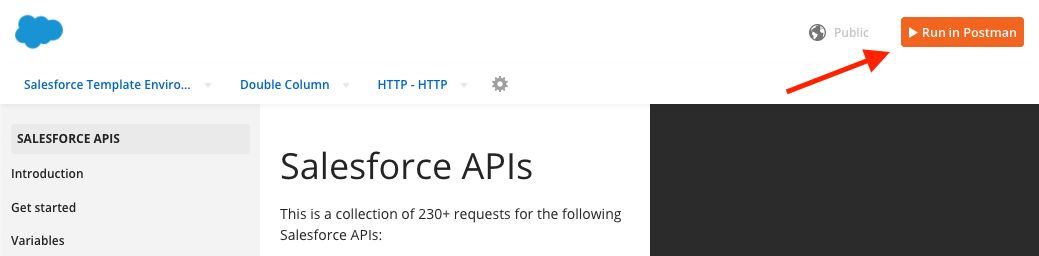 Public
Run in Postman
Salesforce Template Enviro...
Double Column
HTTP - HTTP
SALESFORCE APIS
Introduction
Get started
Variables
Salesforce APIs
This is a collection of 230+ requests for the following
Salesforce APIs: